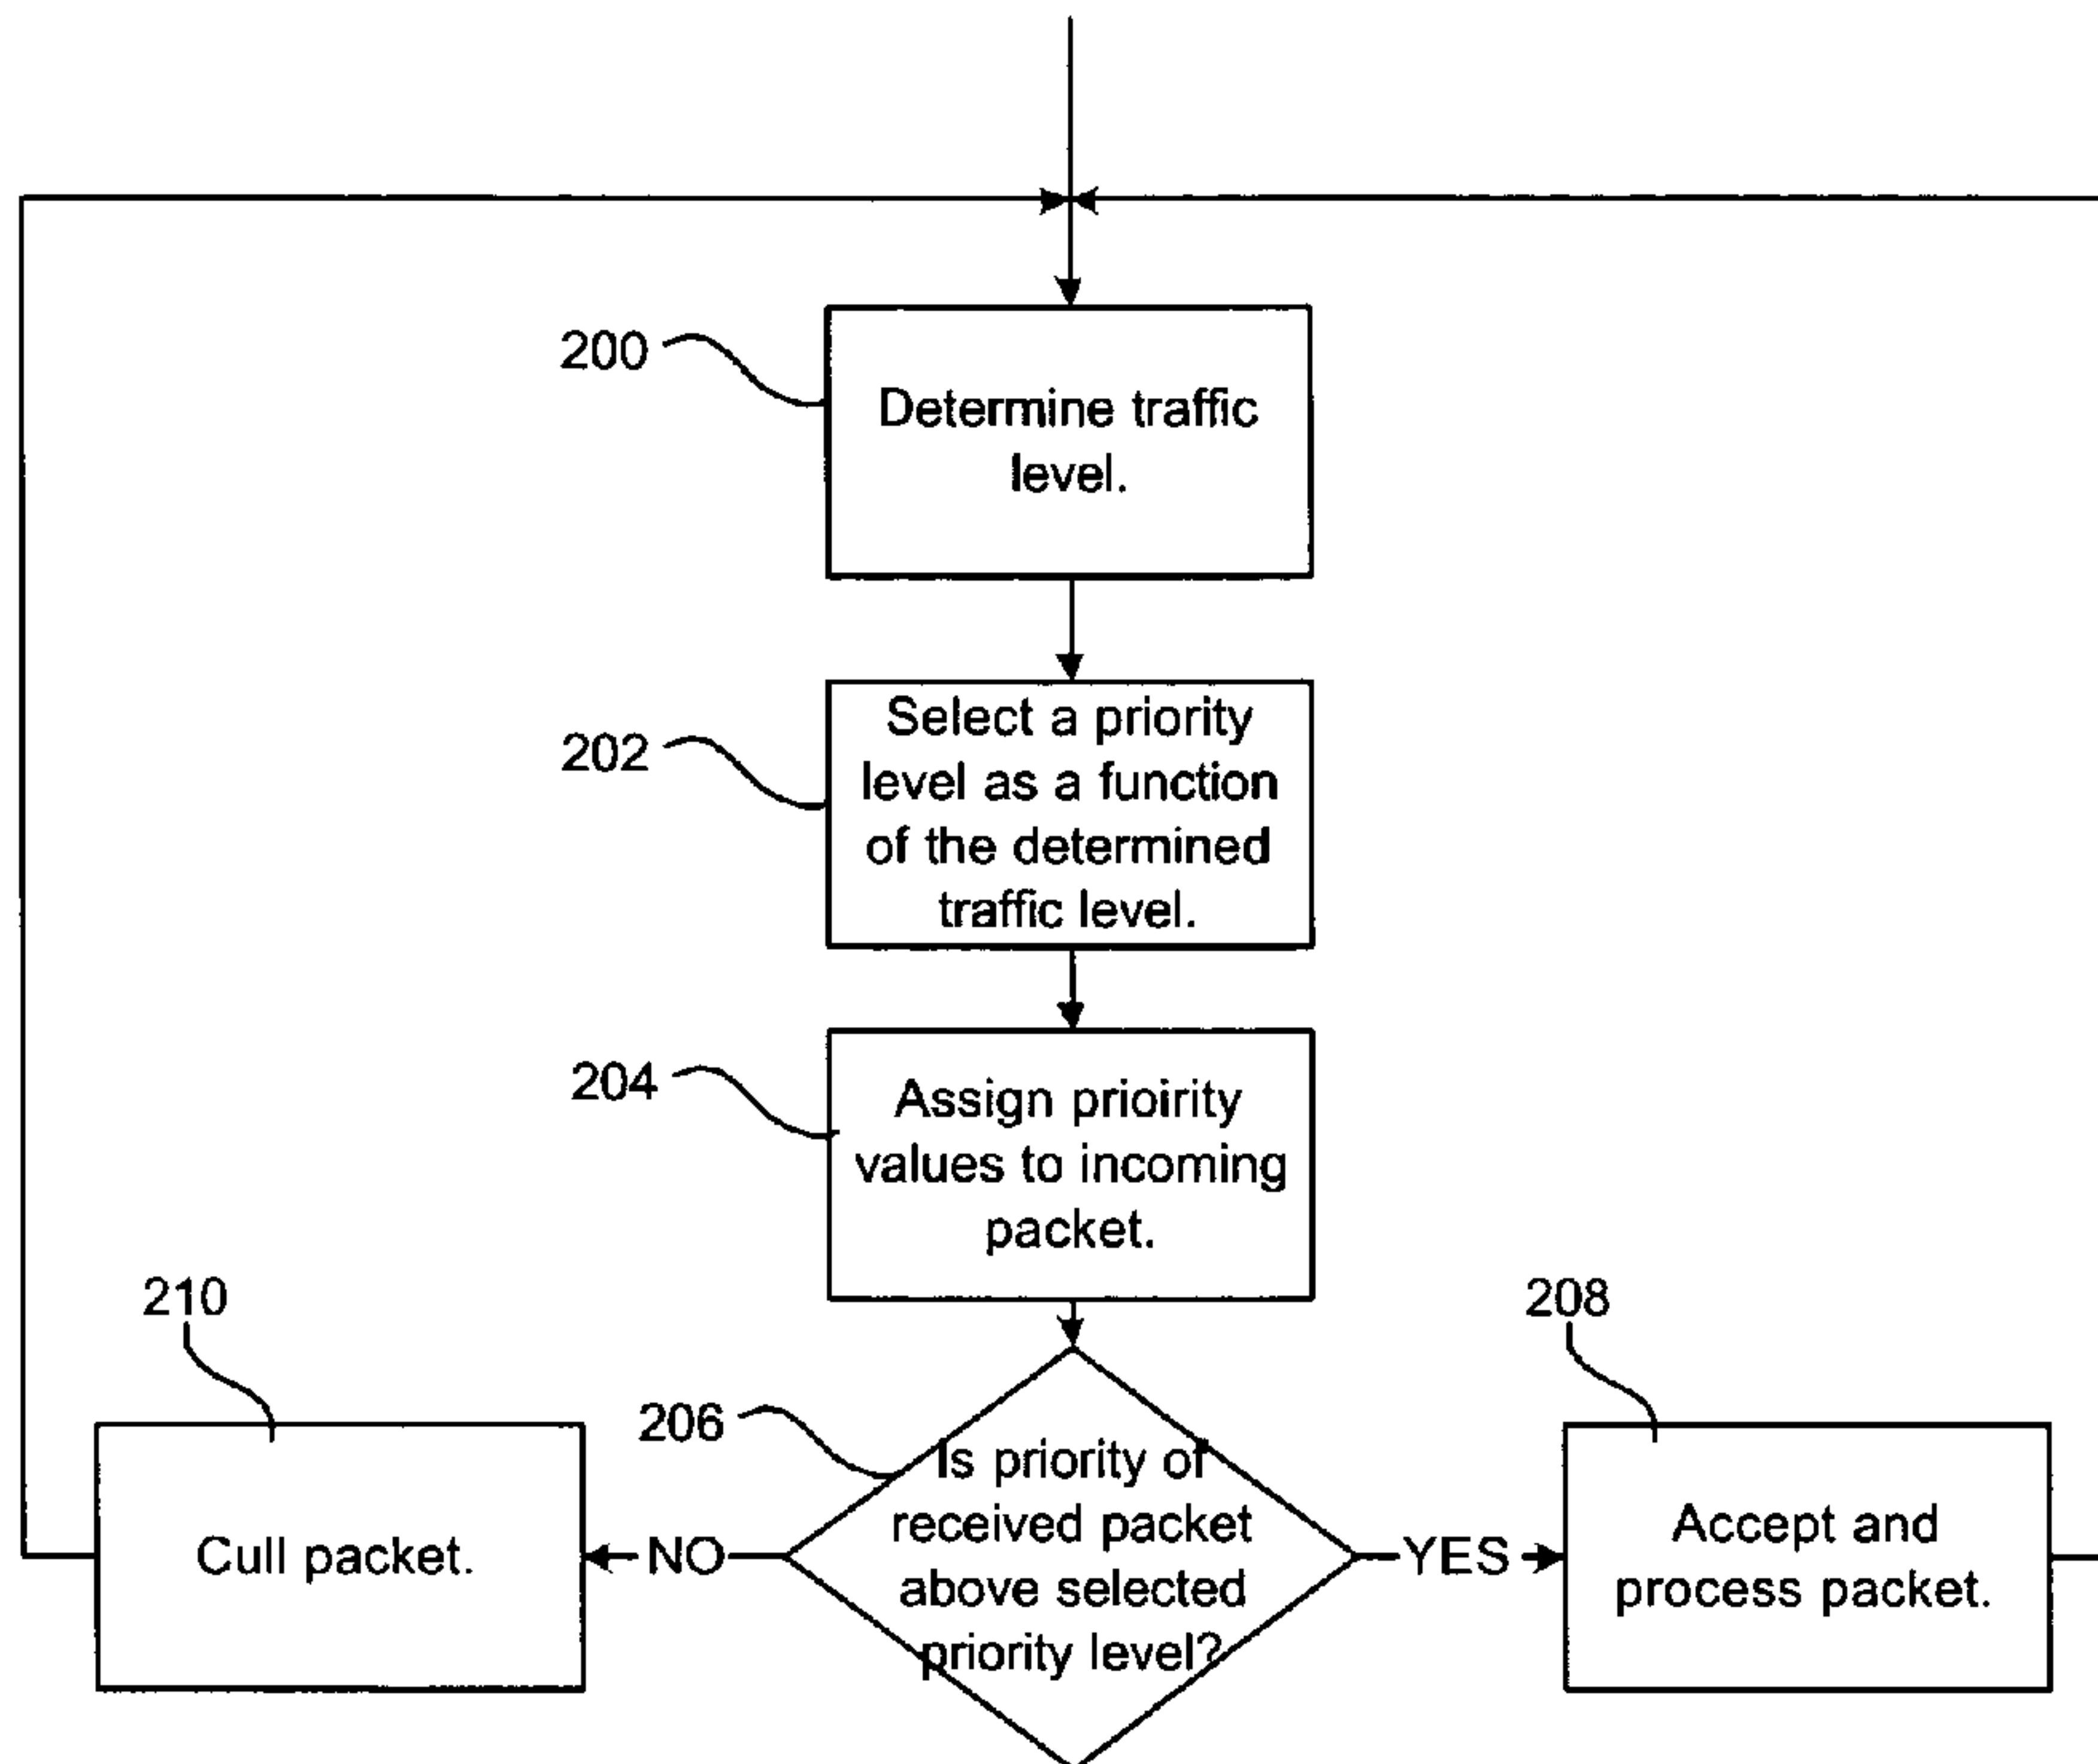 200
Determine traffic
level.
202
Select a priority
level as a function
of the determined
traffic level.
204
Assign prioirity
values to incoming
packet.
210
208
206
Is priority of
received packet
above selected
priority level?
NO
YES
Cull packet.
Accept and
process packet.